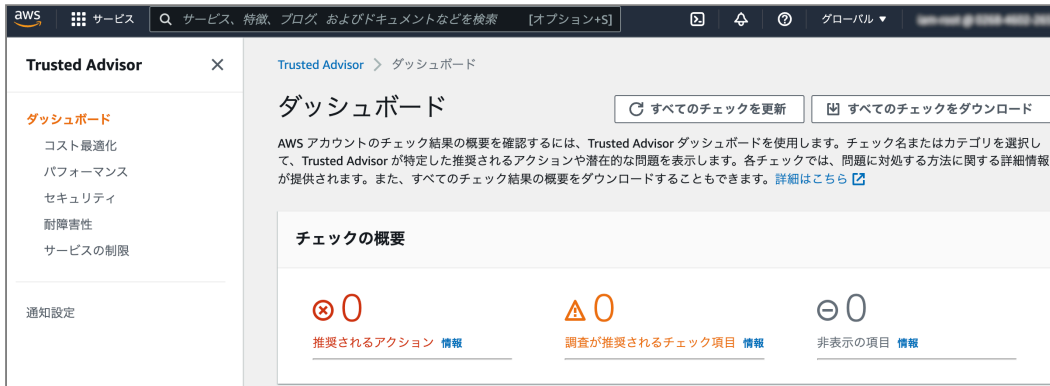 aws
サービス
サービス、特徴、ブログ、およびドキュメントなどを検索
[オプション+S]
グローバル ▼
Trusted Advisor
ダッシュボード
コスト最適化
パフォーマンス
セキュリティ
耐障害性
サービスの制限
通知設定
Trusted Advisor > ダッシュボード
ダッシュボード
すべてのチェックを更新
すべてのチェックをダウンロード
AWS アカウントのチェック結果の概要を確認するには、Trusted Advisor ダッシュボードを使用します。チェック名またはカテゴリを選択し
て、Trusted Advisor が特定した推奨されるアクションや潜在的な問題を表示します。各チェックでは、問題に対処する方法に関する詳細情報
が提供されます。また、すべてのチェック結果の概要をダウンロードすることもできます。詳細はこちら
チェックの概要
0
推奨されるアクション 情報
0
調査が推奨されるチェック項目 情報
0
非表示の項目 情報